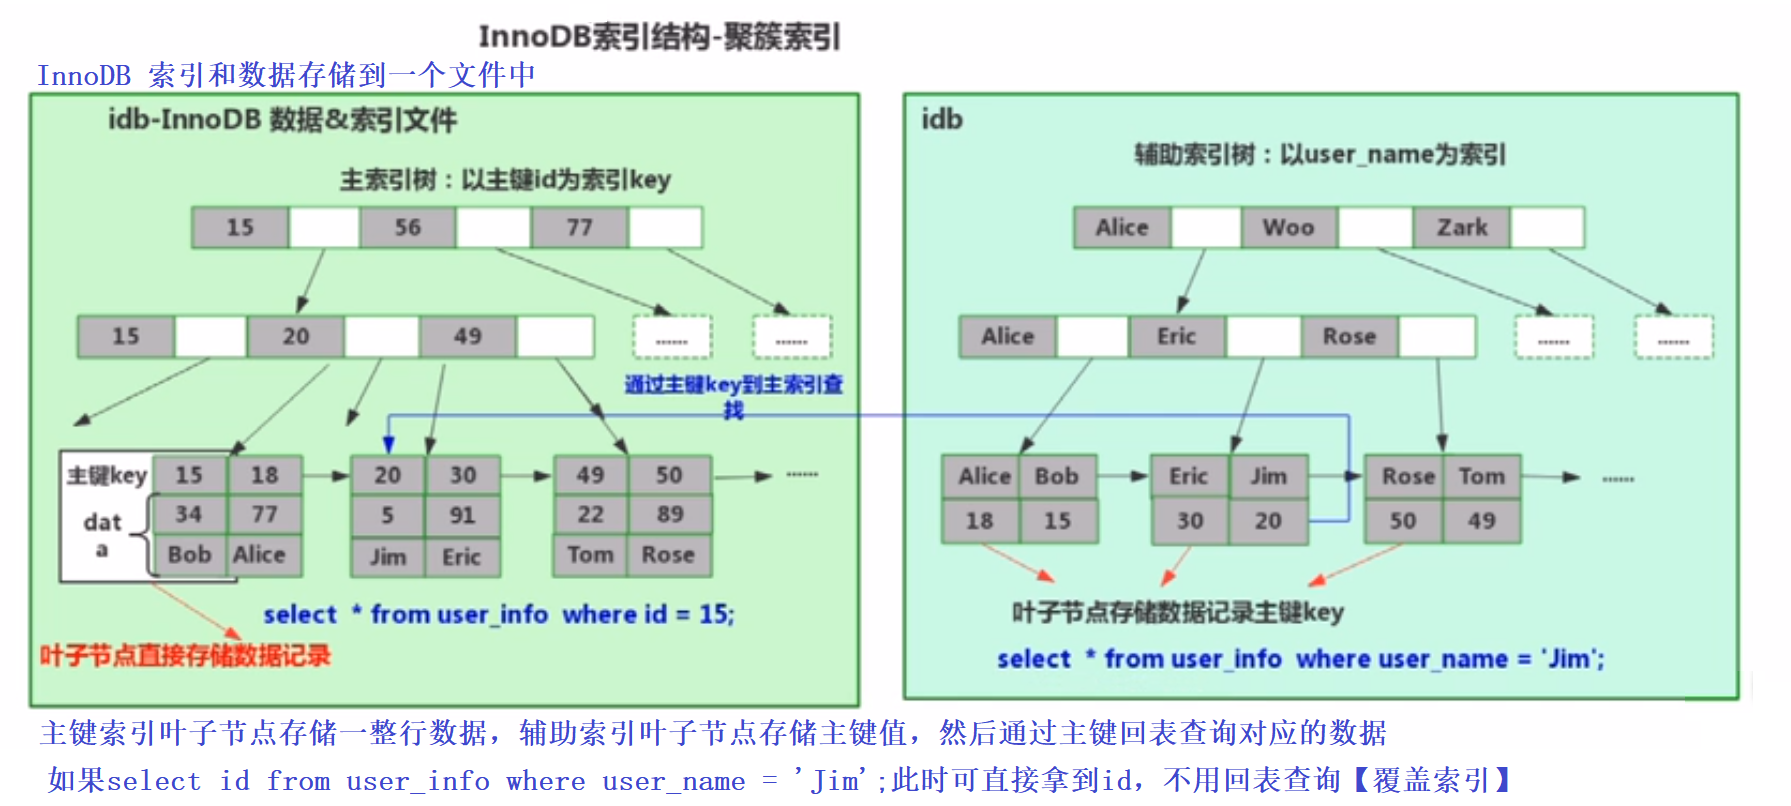 InnoDB索引结构-聚簇索引
InnoDB 索引和数据存储到一个文件中
idb-InnoDB 数据&索引文件
主索引树：以主键id为索引key
15 56 77
15 20 49 ...... ......
通过主键key到主索引查
找
主键key 15 18 20 30 49 50 ......
dat
a
34 77 5 91 22 89
Bob Alice Jim Eric Tom Rose
select * from user_info where id = 15;
叶子节点直接存储数据记录
idb
辅助索引树：以user_name为索引
Alice Woo Zark
Alice Eric Rose ...... ......
Alice Bob Eric Jim Rose Tom ......
18 15 30 20 50 49
叶子节点存储数据记录主键key
select * from user_info where user_name = 'Jim';
主键索引叶子节点存储一整行数据，辅助索引叶子节点存储主键值，然后通过主键回表查询对应的数据
如果select id from user_info where user_name = 'Jim';此时可直接拿到id，不用回表查询【覆盖索引】